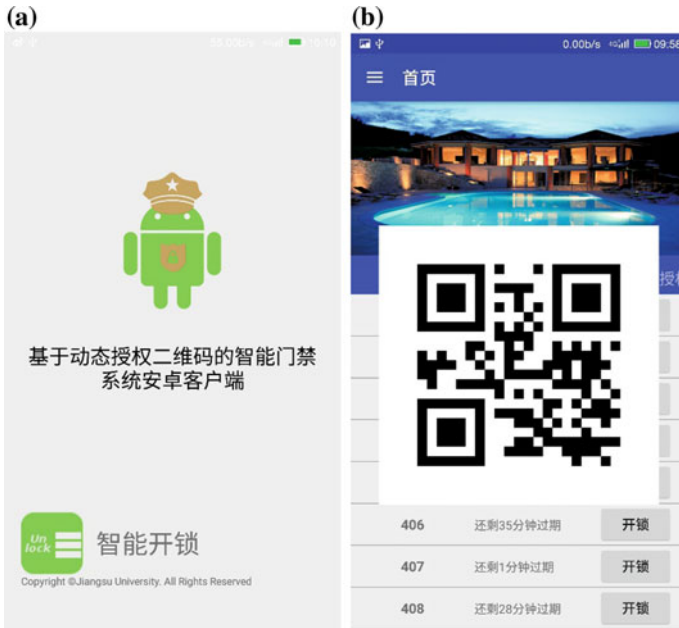 (a)
(b)
0.00b/s 4G 09:58
首页
授权
基于动态授权二维码的智能门禁
系统安卓客户端
Un
lock
智能开锁
Copyright ©Jiangsu University. All Rights Reserved
406 还剩35分钟过期 开锁
407 还剩1分钟过期 开锁
408 还剩28分钟过期 开锁